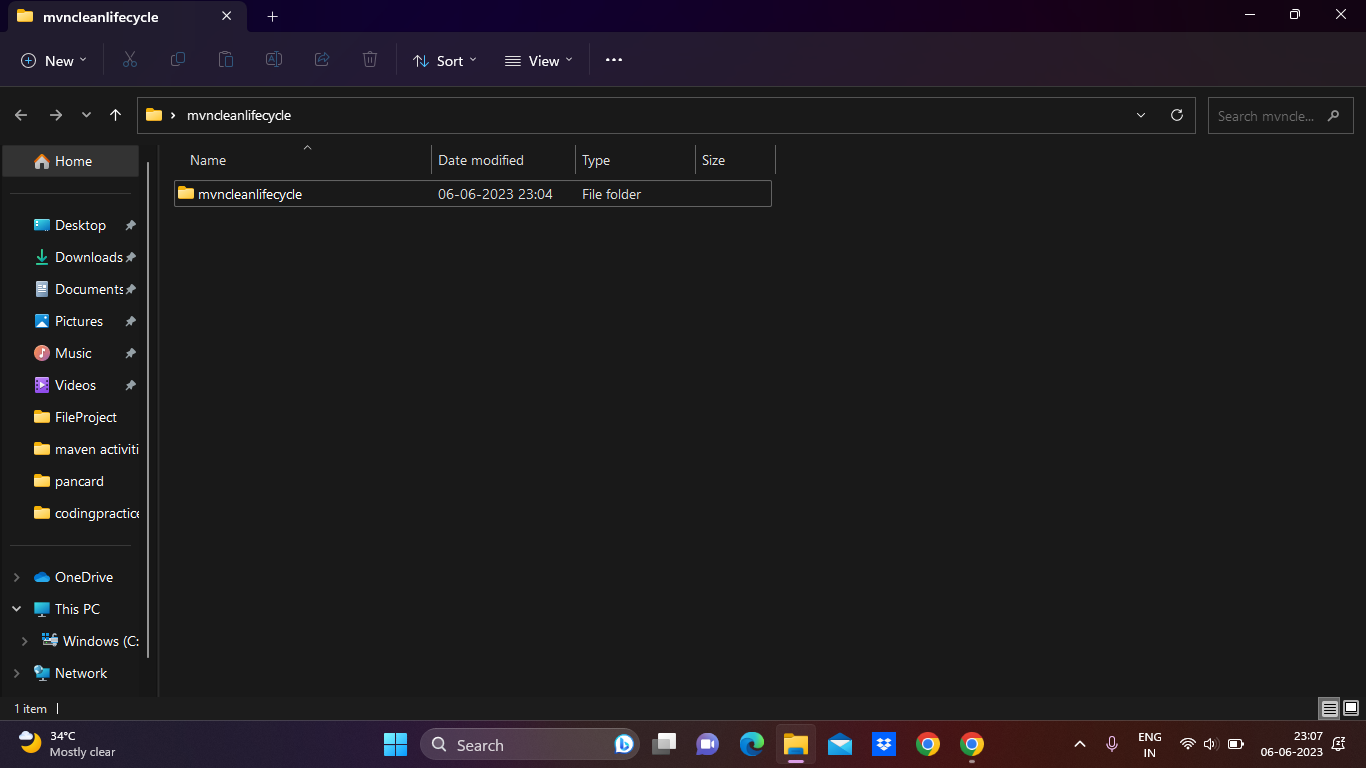 mvncleanlifecycle
New
Sort
View
mvncleanlifecycle
Search mvncle...
Home
Name
Date modified
Type
Size
mvncleanlifecycle
06-06-2023 23:04
File folder
Desktop
Downloads
Documents
Pictures
Music
Videos
FileProject
maven activiti
pancard
codingpractice
OneDrive
This PC
Windows (C:
Network
1 item
34°C
Mostly clear
Search
ENG
IN
23:07
06-06-2023